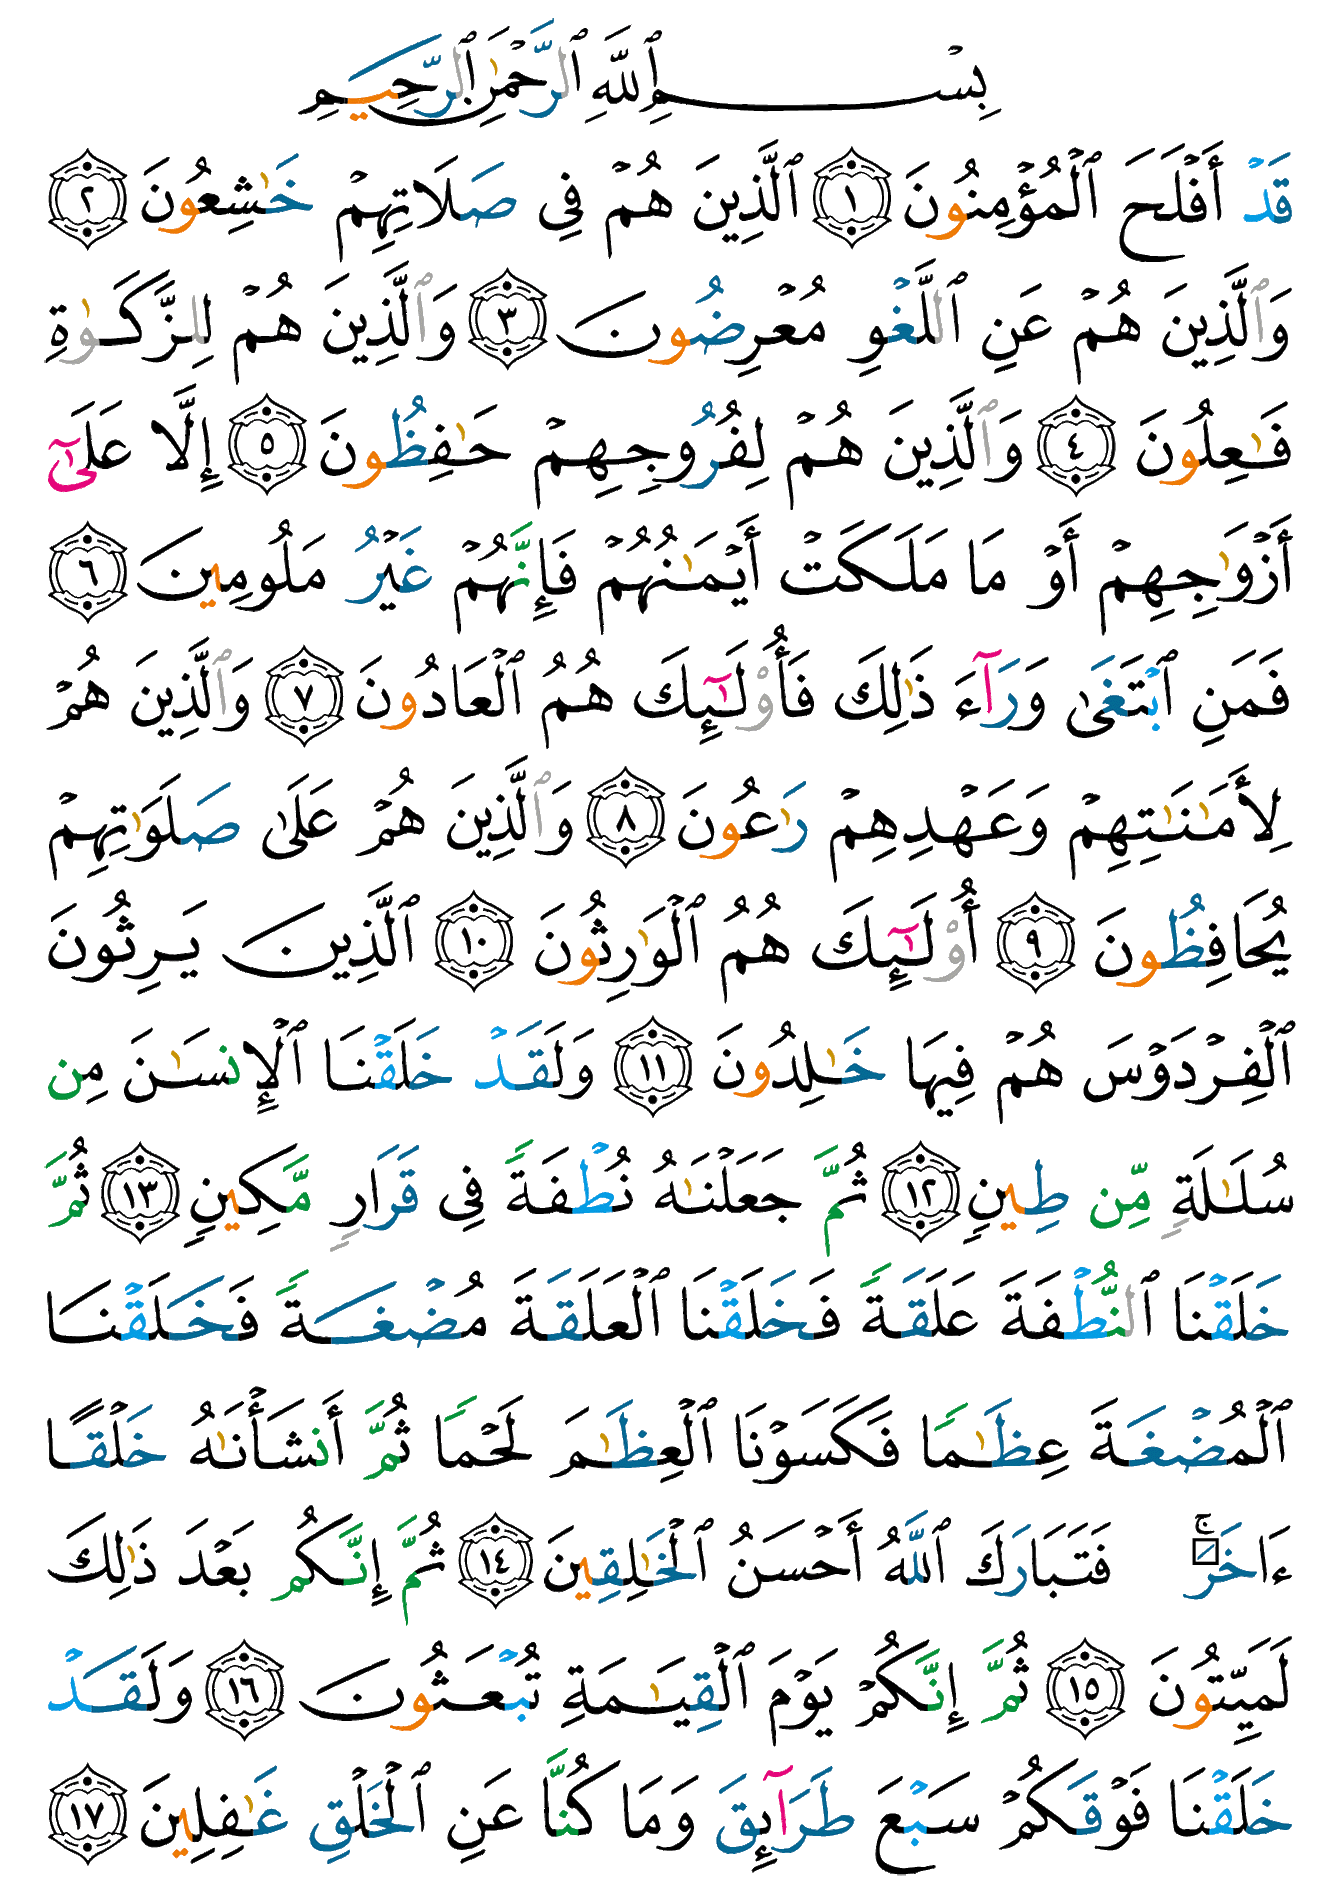 بِسْمِ ٱللَّهِ ٱلرَّحْمَٰنِ ٱلرَّحِيمِ
قَدْ أَفْلَحَ ٱلْمُؤْمِنُونَ ١ ٱلَّذِينَ هُمْ فِى صَلَاتِهِمْ خَٰشِعُونَ ٢
وَٱلَّذِينَ هُمْ عَنِ ٱللَّغْوِ مُعْرِضُونَ ٣ وَٱلَّذِينَ هُمْ لِلزَّكَوٰةِ
فَٰعِلُونَ ٤ وَٱلَّذِينَ هُمْ لِفُرُوجِهِمْ حَٰفِظُونَ ٥ إِلَّا عَلَىٰٓ
أَزْوَٰجِهِمْ أَوْ مَا مَلَكَتْ أَيْمَٰنُهُمْ فَإِنَّهُمْ غَيْرُ مَلُومِينَ ٦
فَمَنِ ٱبْتَغَىٰ وَرَآءَ ذَٰلِكَ فَأُو۟لَٰٓئِكَ هُمُ ٱلْعَادُونَ ٧ وَٱلَّذِينَ هُمْ
لِأَمَٰنَٰتِهِمْ وَعَهْدِهِمْ رَٰعُونَ ٨ وَٱلَّذِينَ هُمْ عَلَىٰ صَلَوَٰتِهِمْ
يُحَافِظُونَ ٩ أُو۟لَٰٓئِكَ هُمُ ٱلْوَٰرِثُونَ ١٠ ٱلَّذِينَ يَرِثُونَ
ٱلْفِرْدَوْسَ هُمْ فِيهَا خَٰلِدُونَ ١١ وَلَقَدْ خَلَقْنَا ٱلْإِنسَٰنَ مِن
سُلَٰلَةٍ مِّن طِينٍ ١٢ ثُمَّ جَعَلْنَٰهُ نُطْفَةً فِى قَرَارٍ مَّكِينٍ ١٣ ثُمَّ
خَلَقْنَا ٱلنُّطْفَةَ عَلَقَةً فَخَلَقْنَا ٱلْعَلَقَةَ مُضْغَةً فَخَلَقْنَا
ٱلْمُضْغَةَ عِظَٰمًا فَكَسَوْنَا ٱلْعِظَٰمَ لَحْمًا ثُمَّ أَنشَأْنَٰهُ خَلْقًا
ءَاخَرَ ۚ فَتَبَارَكَ ٱللَّهُ أَحْسَنُ ٱلْخَٰلِقِينَ ١٤ ثُمَّ إِنَّكُم بَعْدَ ذَٰلِكَ
لَمَيِّتُونَ ١٥ ثُمَّ إِنَّكُمْ يَوْمَ ٱلْقِيَٰمَةِ تُبْعَثُونَ ١٦ وَلَقَدْ
خَلَقْنَا فَوْقَكُمْ سَبْعَ طَرَآئِقَ وَمَا كُنَّا عَنِ ٱلْخَلْقِ غَٰفِلِينَ ١٧